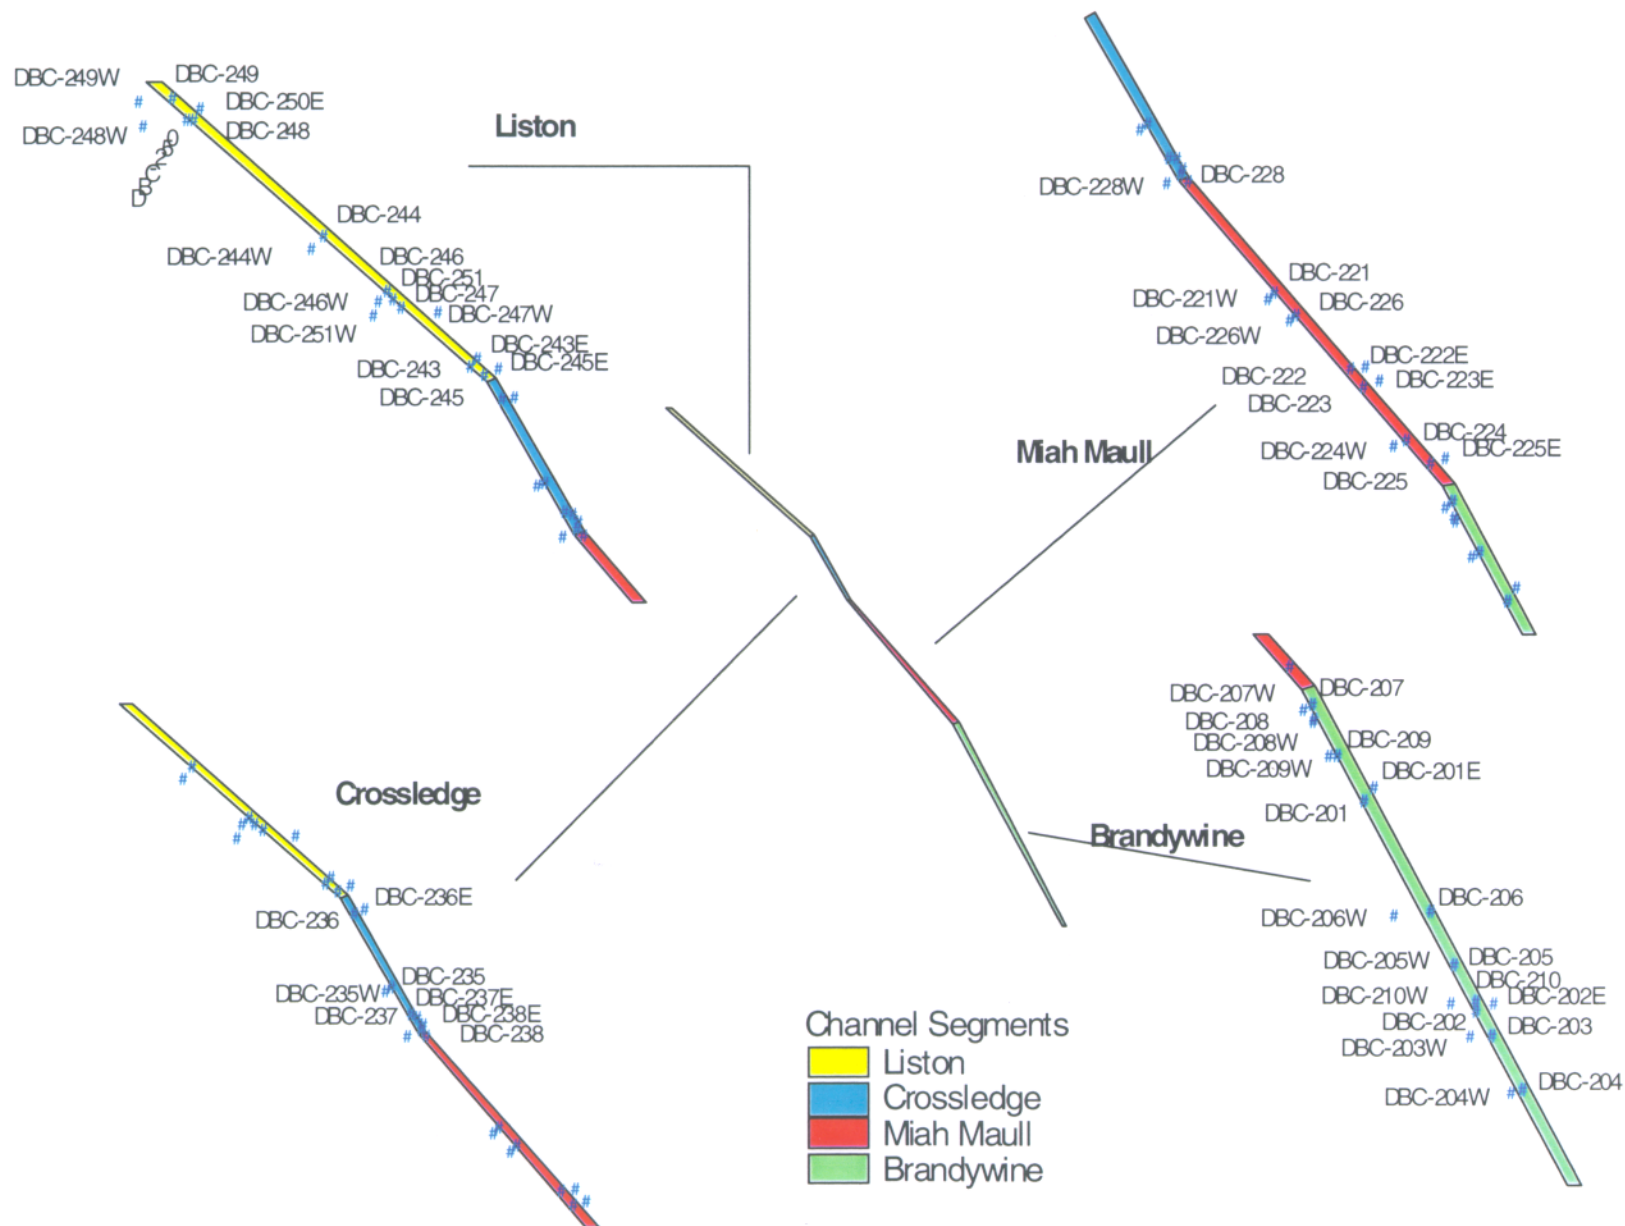 DBC-249W
DBC-249
DBC-250E
DBC-248W
DBC-248
DBC-250
Liston
DBC-244
DBC-244W
DBC-246
DBC-251
DBC-247
DBC-246W
DBC-247W
DBC-251W
DBC-243E
DBC-243
DBC-245E
DBC-245
DBC-228W
DBC-228
DBC-221
DBC-221W
DBC-226
DBC-226W
DBC-222E
DBC-222
DBC-223E
DBC-223
Miah Maull
DBC-224
DBC-224W
DBC-225E
DBC-225
Crossledge
DBC-236E
DBC-236
DBC-235
DBC-235W
DBC-237E
DBC-237
DBC-238E
DBC-238
DBC-207W
DBC-207
DBC-208
DBC-208W
DBC-209
DBC-209W
DBC-201E
DBC-201
Brandywine
DBC-206
DBC-206W
DBC-205W
DBC-205
DBC-210
DBC-210W
DBC-202E
DBC-202
DBC-203
DBC-203W
DBC-204
DBC-204W
Channel Segments
Liston
Crossledge
Miah Maull
Brandywine